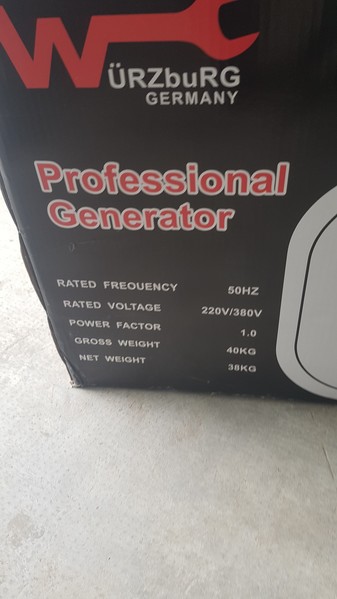 WÜRZbuRG
GERMANY
Professional
Generator
RATED FREOUENCY 50HZ
RATED VOLTAGE 220V/380V
POWER FACTOR 1.0
GROSS WEIGHT 40KG
NET WEIGHT 38KG